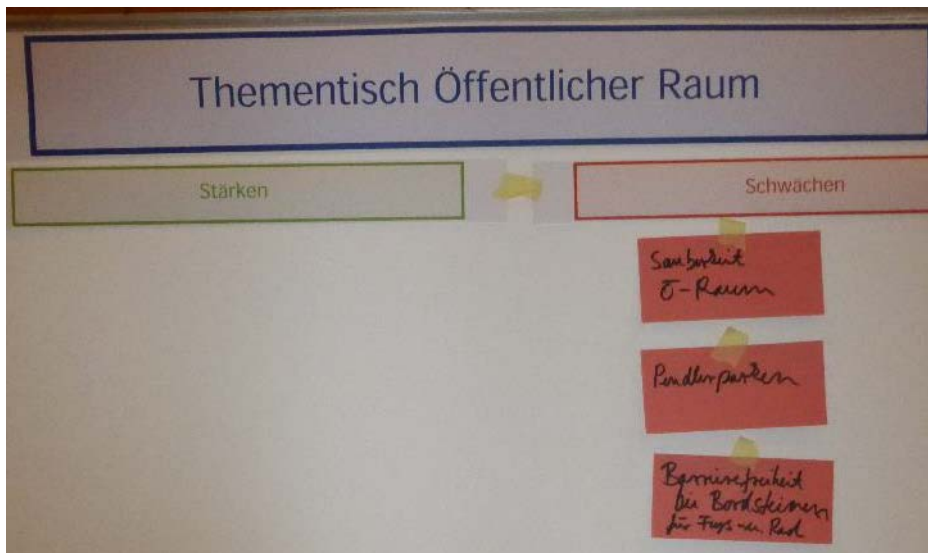 Thementisch Öffentlicher Raum
Stärken
Schwächen
Sauberkeit
Ö-Raum
Pendlerparken
Barrierefreiheit
bei Bordsteinen
für Fuß- u. Rad